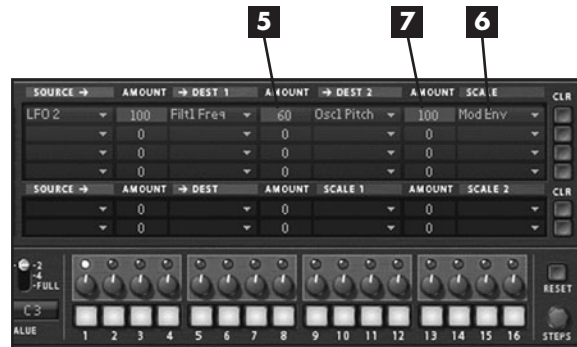 5 7 6
SOURCE → AMOUNT → DEST 1 AMOUNT → DEST 2 AMOUNT SCALE CLR
LFO 2 100 Filt1 Freq 60 Osc1 Pitch 100 Mod Env
0 0 0
0 0 0
0 0 0
SOURCE → AMOUNT → DEST AMOUNT SCALE 1 AMOUNT SCALE 2 CLR
0 0 0
0 0 0
-2
-4
-FULL
RESET
C 3
ALUE 1 2 3 4 5 6 7 8 9 10 11 12 13 14 15 16 STEPS